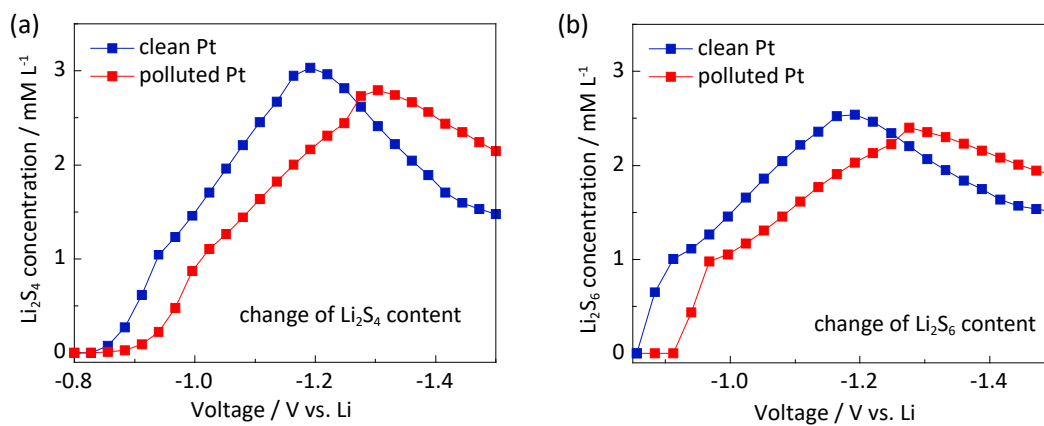 (a)
clean Pt
polluted Pt
3
2
1
0
Li₂S₄ concentration / mM L⁻¹
change of Li₂S₄ content
-0.8 -1.0 -1.2 -1.4
Voltage / V vs. Li
(b)
clean Pt
polluted Pt
3
2
1
0
Li₂S₆ concentration / mM L⁻¹
change of Li₂S₆ content
-1.0 -1.2 -1.4
Voltage / V vs. Li